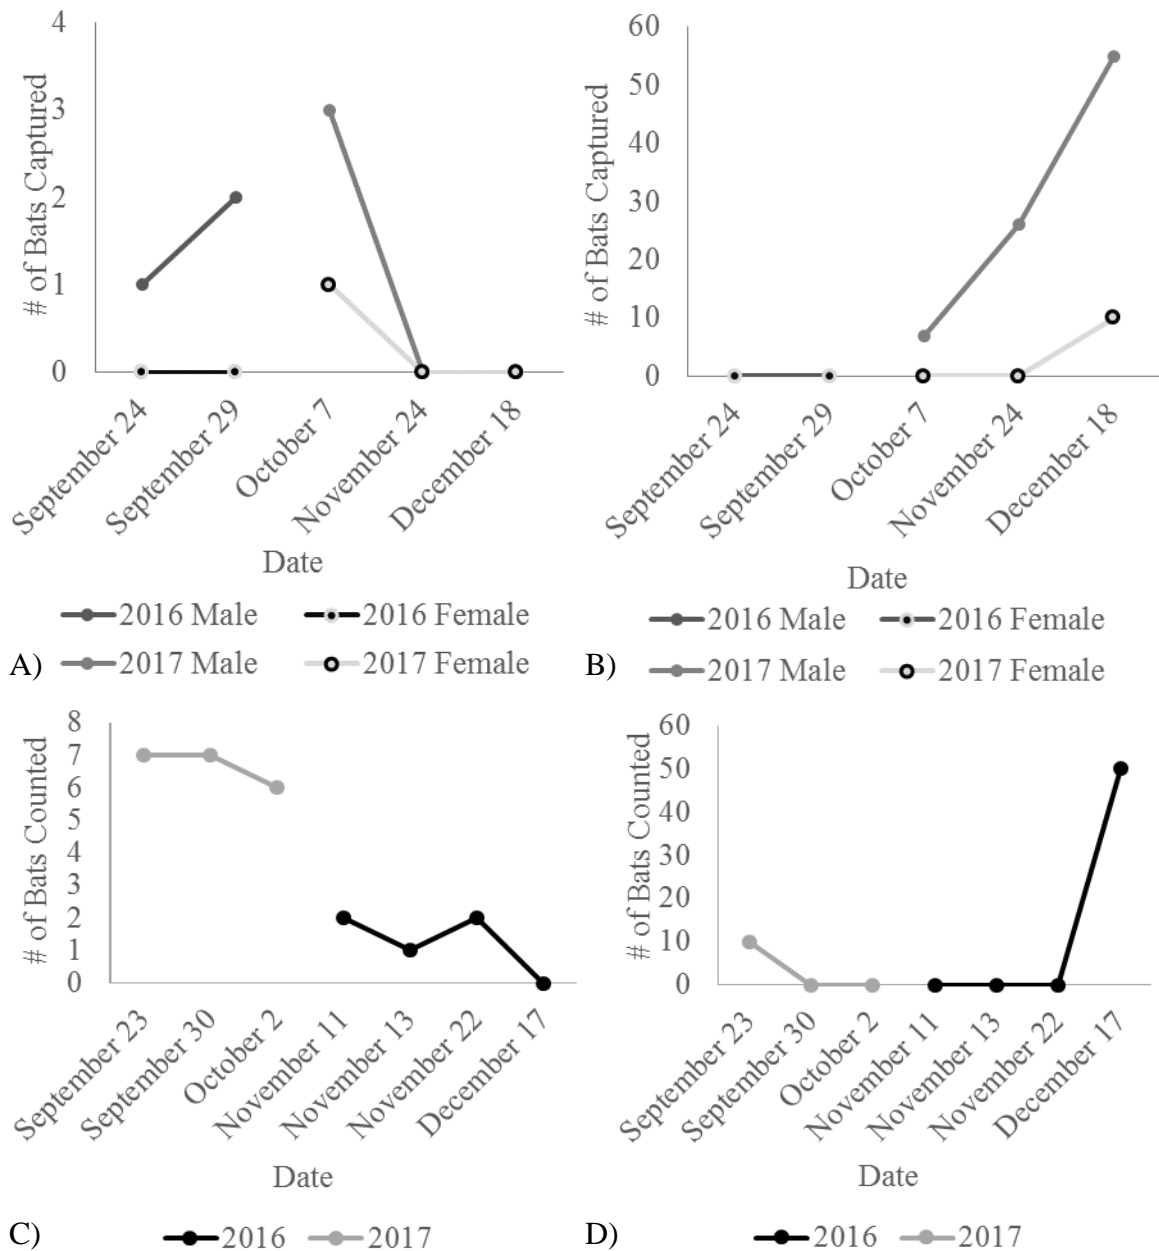 4
3
2
1
0
# of Bats Captured
September 24
September 29
October 7
November 24
December 18
Date
2016 Male
2016 Female
2017 Male
2017 Female
A)
60
50
40
30
20
10
0
# of Bats Captured
September 24
September 29
October 7
November 24
December 18
Date
2016 Male
2016 Female
2017 Male
2017 Female
B)
8
7
6
5
4
3
2
1
0
# of Bats Counted
September 23
September 30
October 2
November 11
November 13
November 22
December 17
Date
2016
2017
C)
60
50
40
30
20
10
0
# of Bats Counted
September 23
September 30
October 2
November 11
November 13
November 22
December 17
Date
2016
2017
D)